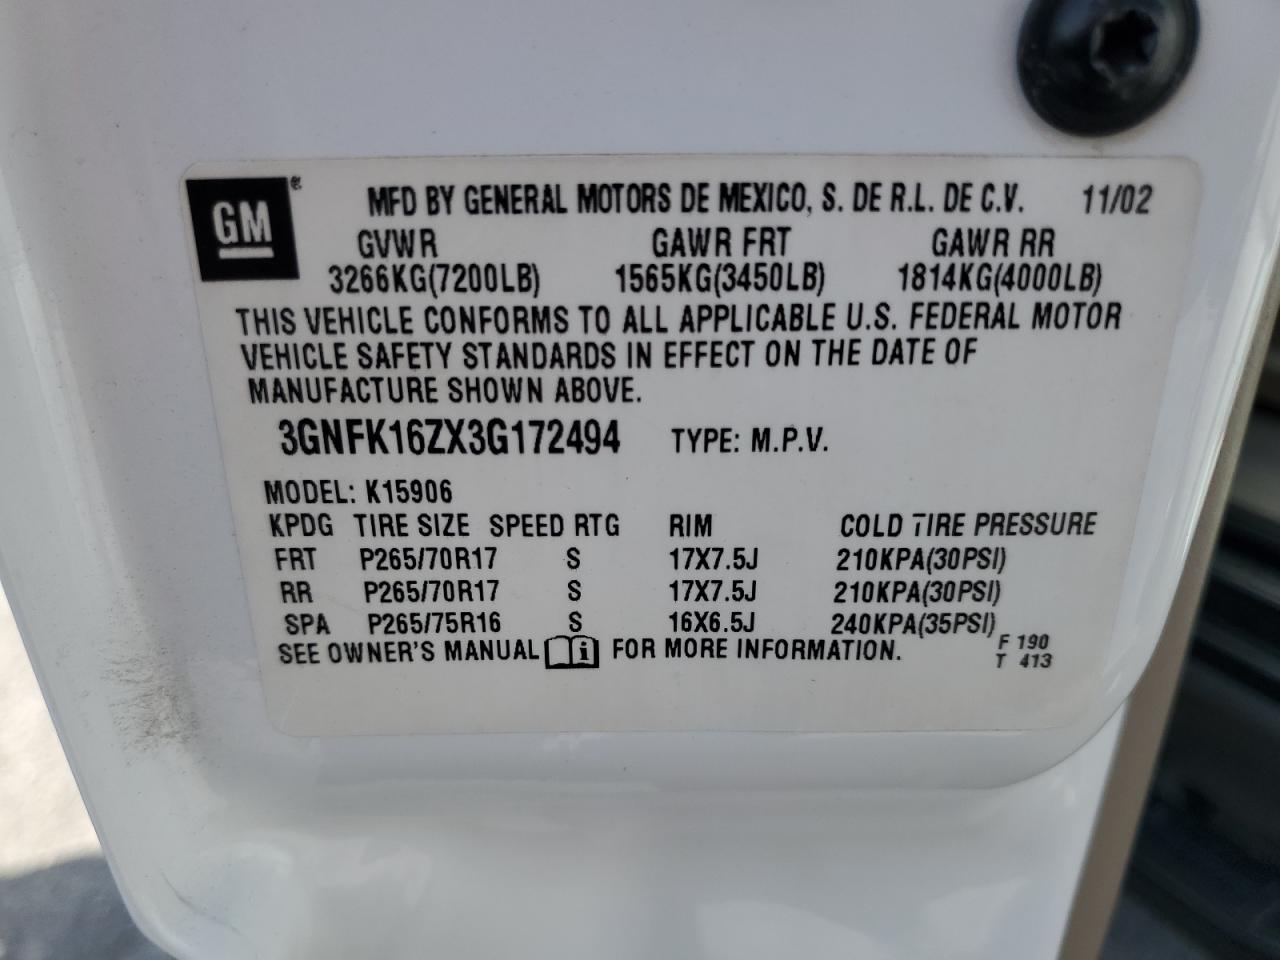 GM® MFD BY GENERAL MOTORS DE MEXICO, S. DE R.L. DE C.V. 11/02
GVWR GAWR FRT GAWR RR
3266KG(7200LB) 1565KG(3450LB) 1814KG(4000LB)
THIS VEHICLE CONFORMS TO ALL APPLICABLE U.S. FEDERAL MOTOR
VEHICLE SAFETY STANDARDS IN EFFECT ON THE DATE OF
MANUFACTURE SHOWN ABOVE.
3GNFK16ZX3G172494 TYPE: M.P.V.
MODEL: K15906
KPDG TIRE SIZE SPEED RTG RIM COLD TIRE PRESSURE
FRT P265/70R17 S 17X7.5J 210KPA(30PSI)
RR P265/70R17 S 17X7.5J 210KPA(30PSI)
SPA P265/75R16 S 16X6.5J 240KPA(35PSI)
SEE OWNER'S MANUAL i FOR MORE INFORMATION. F 190
T 413